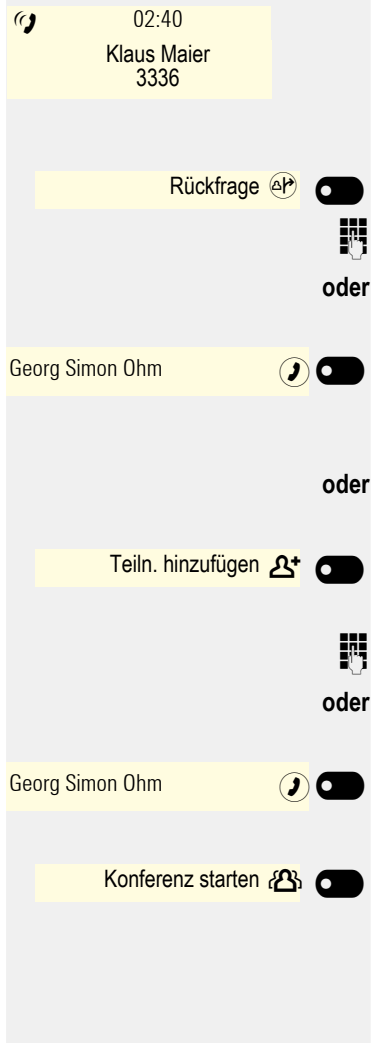 02:40
Klaus Maier
3336
Rückfrage
oder
Georg Simon Ohm
oder
Teiln. hinzufügen
oder
Georg Simon Ohm
Konferenz starten